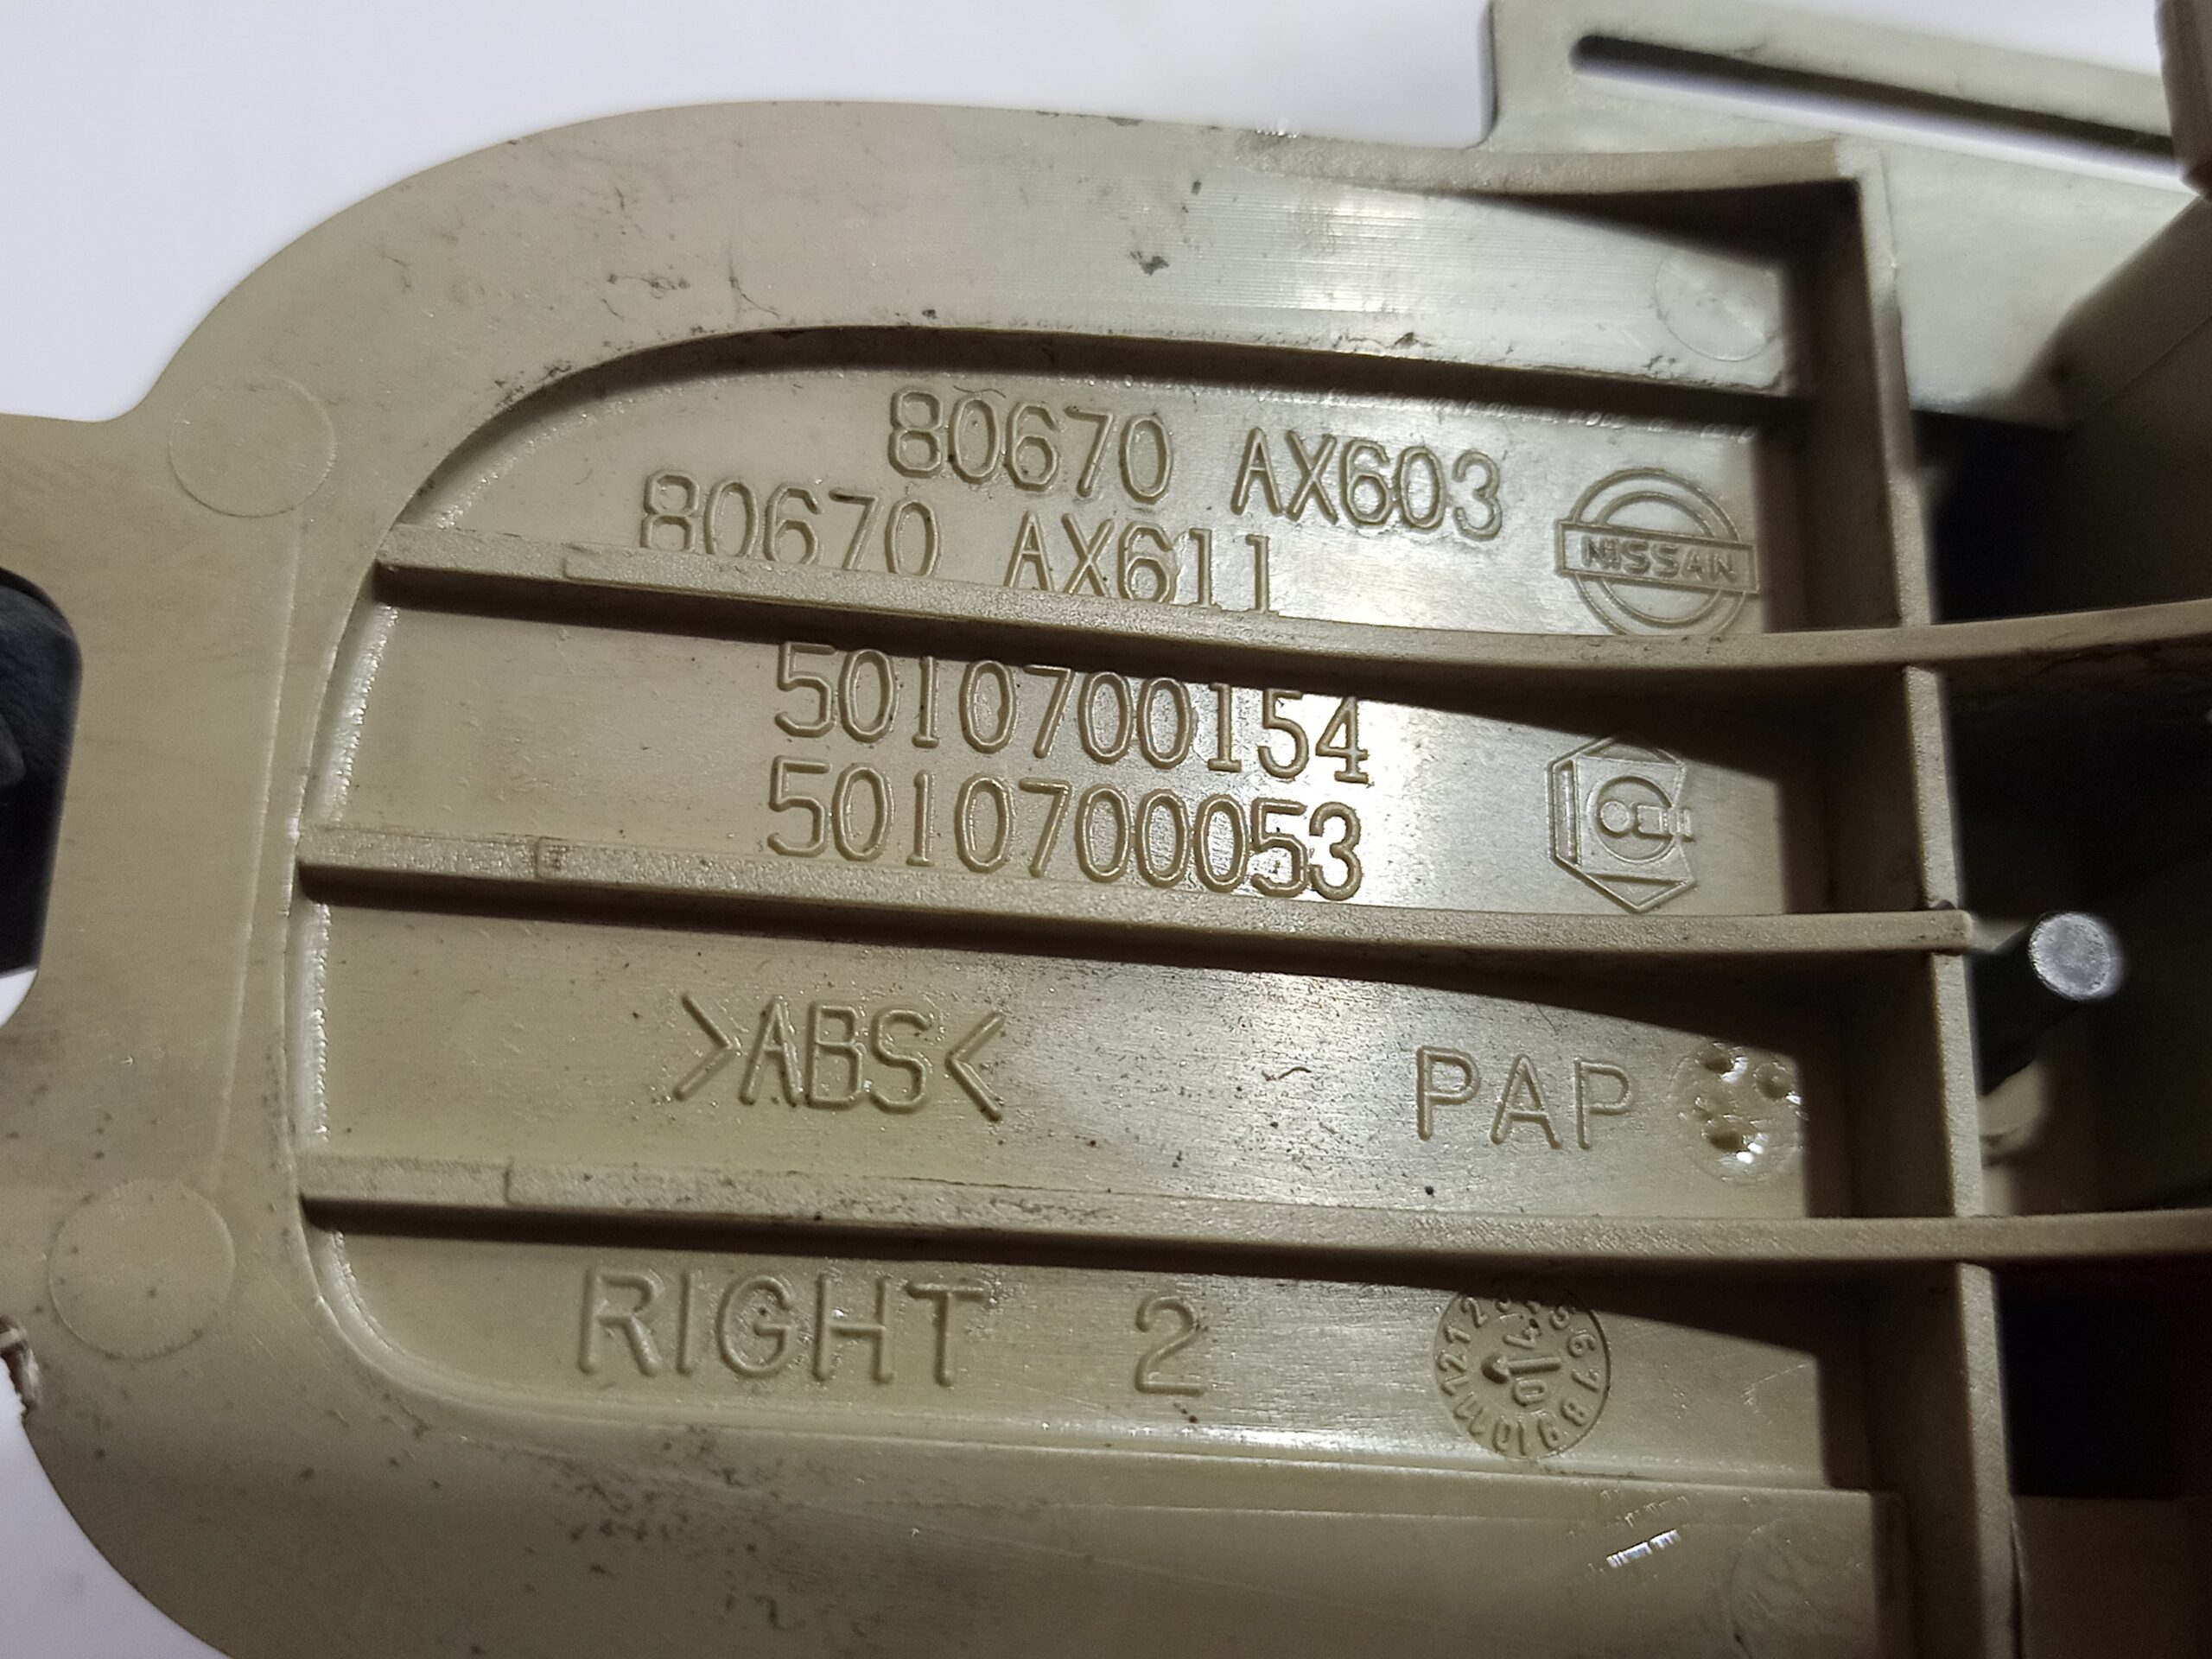 80670 AX603
80670 AX611
NISSAN
5010700154
5010700053
>ABS<
PAP
RIGHT 2